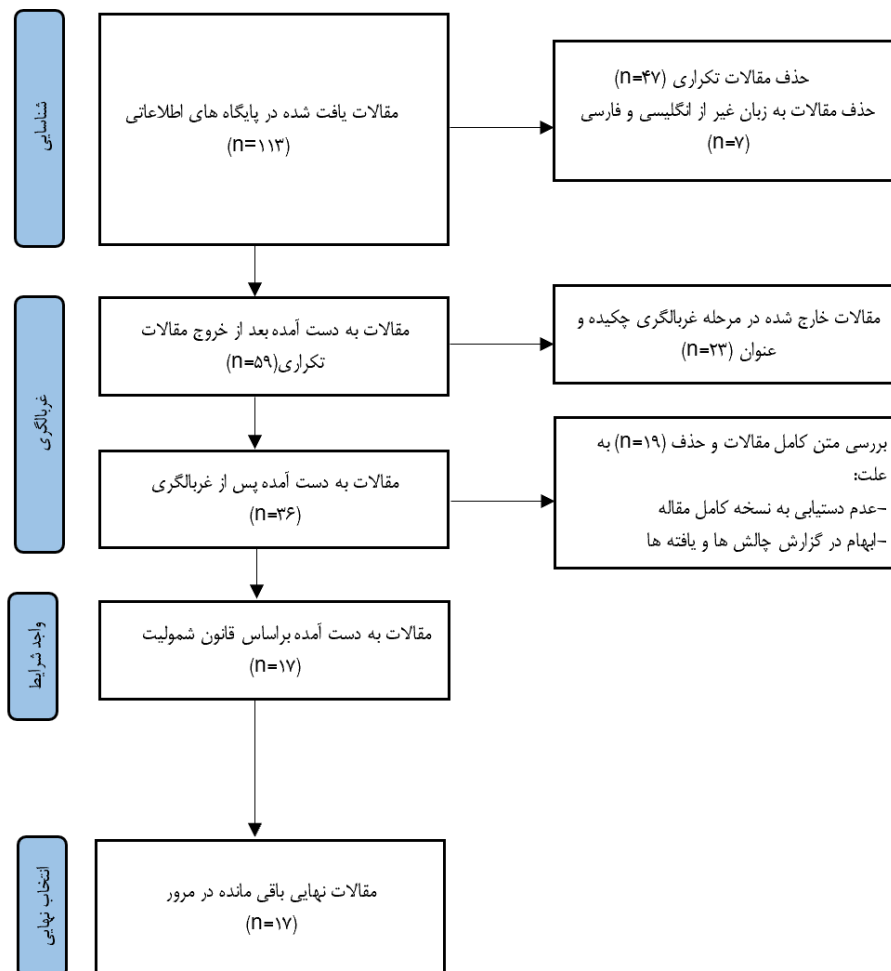 شناسایی
مقالات یافت شده در پایگاه های اطلاعاتی
(n=۱۱۳)
حذف مقالات تکراری (n=۴۷)
حذف مقالات به زبان غیر از انگلیسی و فارسی
(n=۷)
غربالگری
مقالات به دست آمده بعد از خروج مقالات
تکراری(n=۵۹)
مقالات خارج شده در مرحله غربالگری چکیده و
عنوان (n=۲۳)
مقالات به دست آمده پس از غربالگری
(n=۳۶)
بررسی متن کامل مقالات و حذف (n=۱۹) به
علت:
-عدم دستیابی به نسخه کامل مقاله
-ابهام در گزارش چالش ها و یافته ها
واجد شرایط
مقالات به دست آمده براساس قانون شمولیت
(n=۱۷)
انتخاب نهایی
مقالات نهایی باقی مانده در مرور
(n=۱۷)